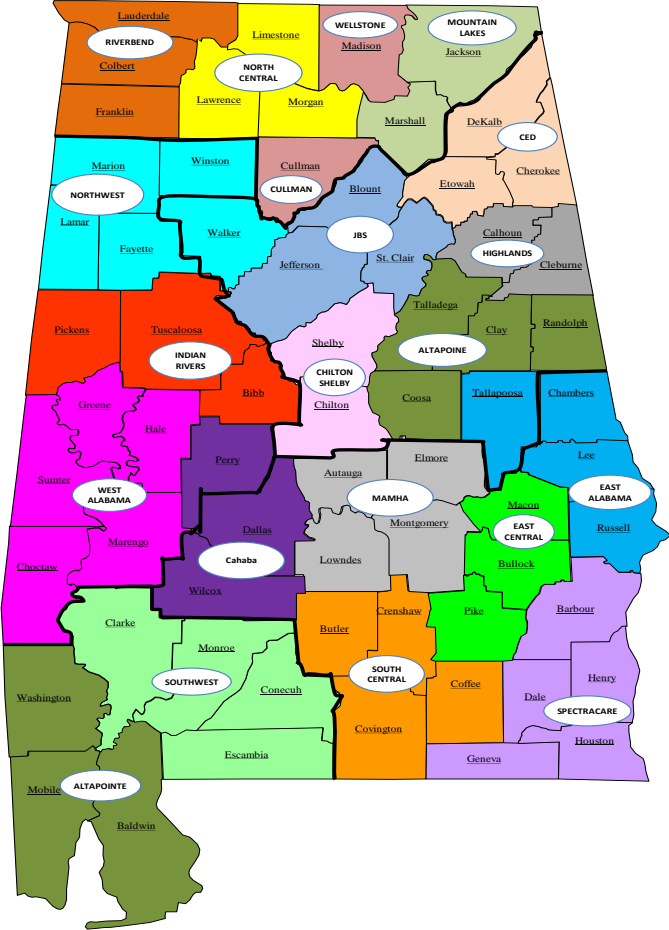 Lauderdale
RIVERBEND
Colbert
Franklin
Limestone
NORTH
CENTRAL
Lawrence
Morgan
WELLSTONE
Madison
MOUNTAIN
LAKES
Jackson
Marshall
DeKalb
CED
Cherokee
Etowah
Marion
Winston
NORTHWEST
Lamar
Fayette
Walker
Cullman
CULLMAN
Blount
JBS
Jefferson
St. Clair
Calhoun
HIGHLANDS
Cleburne
Pickens
Tuscaloosa
INDIAN
RIVERS
Bibb
Shelby
CHILTON
SHELBY
Chilton
Talladega
ALTAPOINE
Clay
Randolph
Coosa
Tallapoosa
Chambers
Lee
EAST
ALABAMA
Russell
Greene
Hale
Sumter
WEST
ALABAMA
Marengo
Choctaw
Perry
Dallas
Cahaba
Wilcox
Autauga
Elmore
MAMHA
Montgomery
Lowndes
Macon
EAST
CENTRAL
Bullock
Pike
Barbour
Clarke
Monroe
SOUTHWEST
Conecuh
Escambia
Butler
Crenshaw
SOUTH
CENTRAL
Coffee
Covington
Henry
Dale
SPECTRACARE
Houston
Geneva
Washington
Mobile
ALTAPOINTE
Baldwin